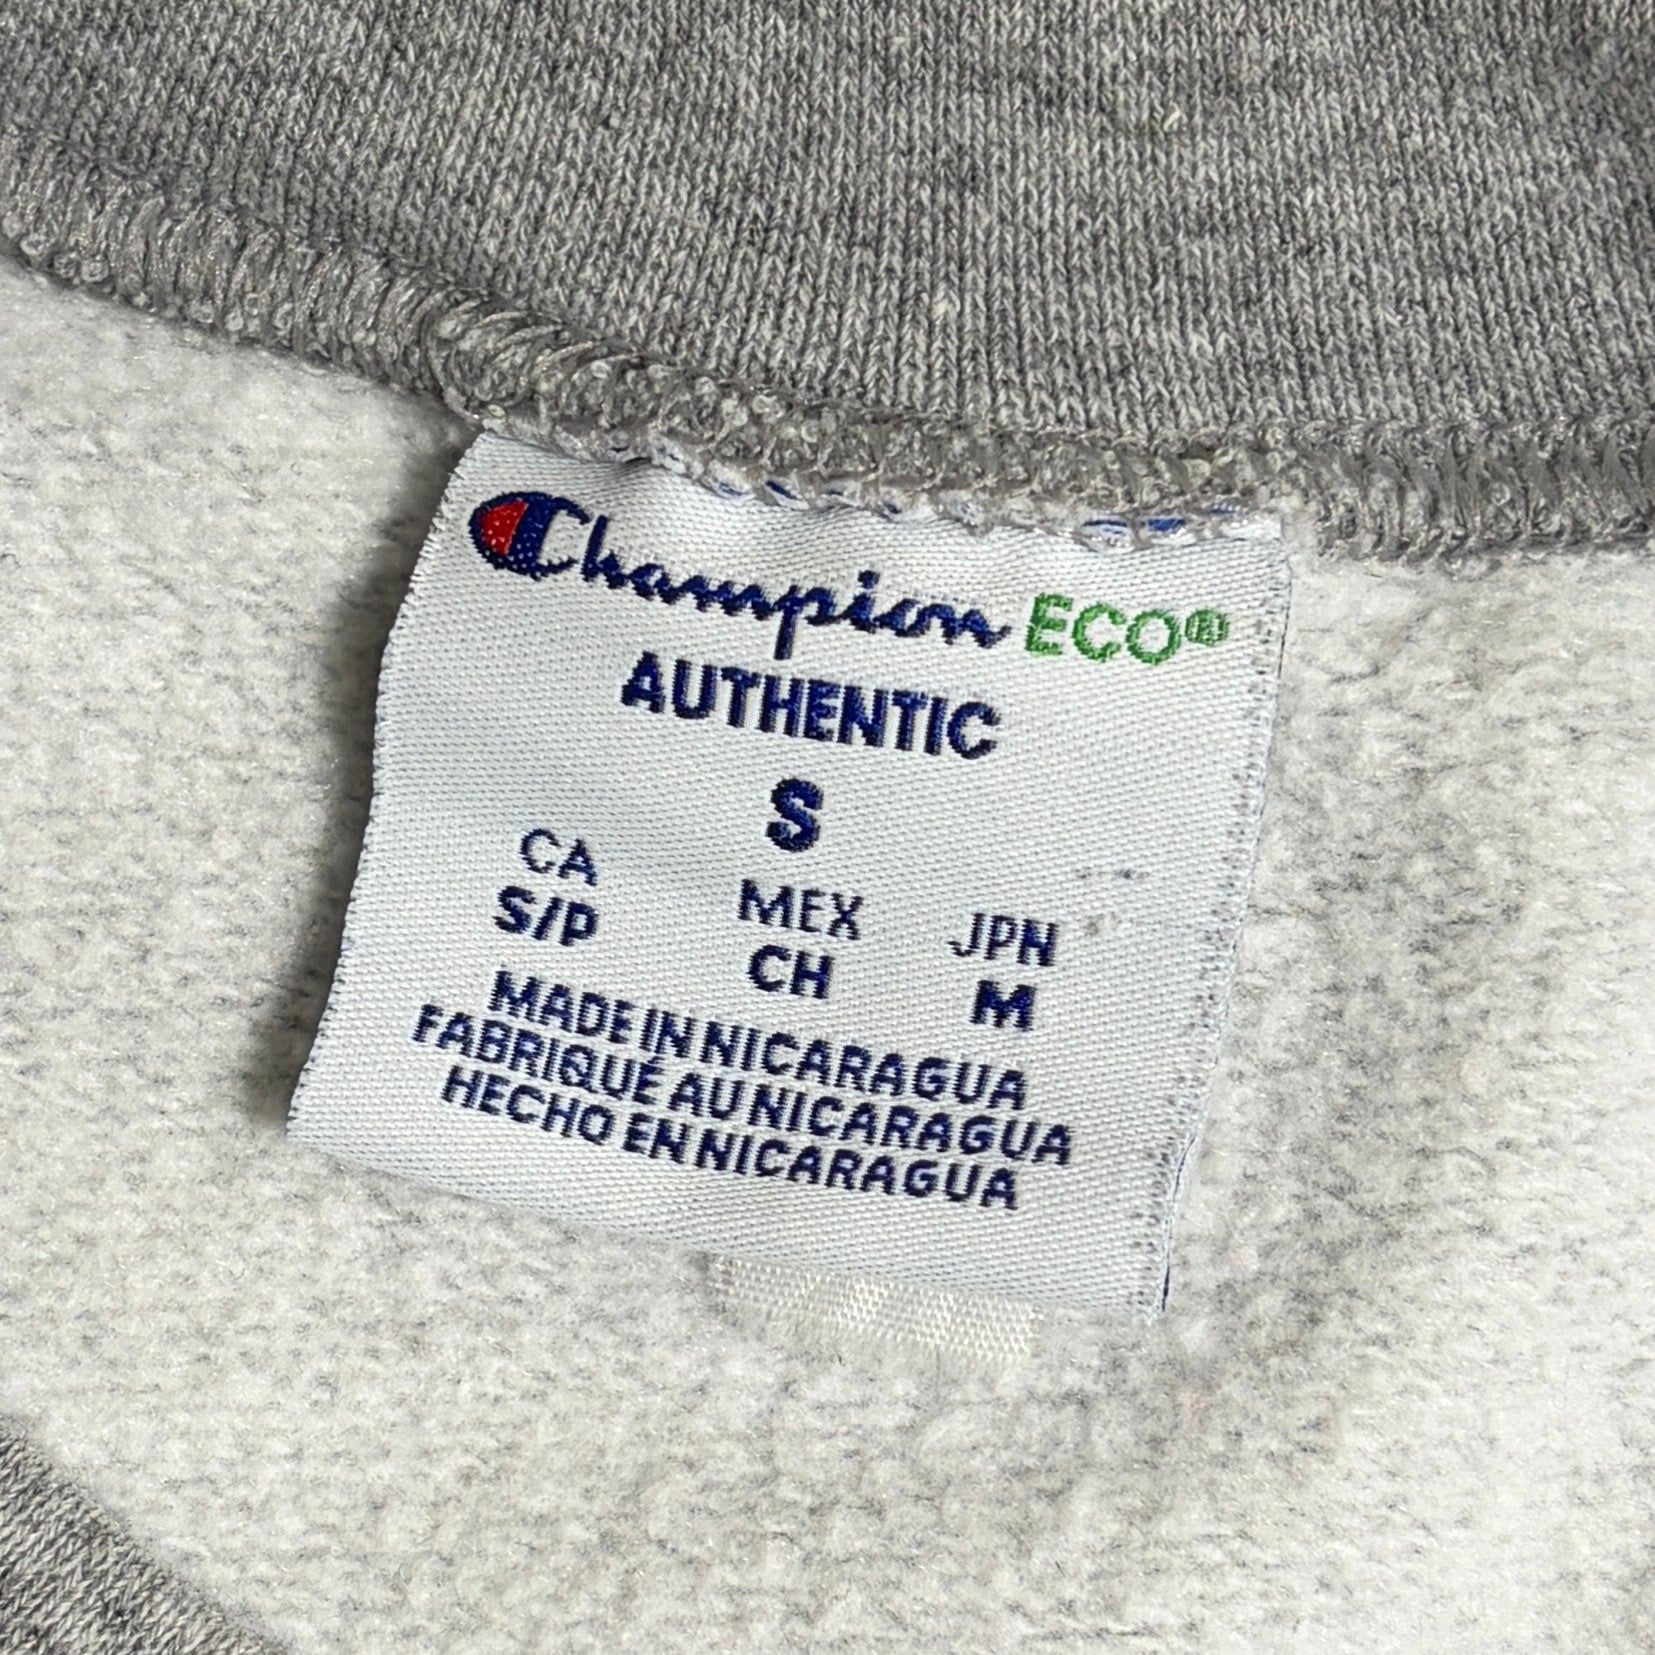 Champion ECO®
AUTHENTIC
S
CA MEX JPN
S/P CH M
MADE IN NICARAGUA
FABRIQUÉ AU NICARAGUA
HECHO EN NICARAGUA